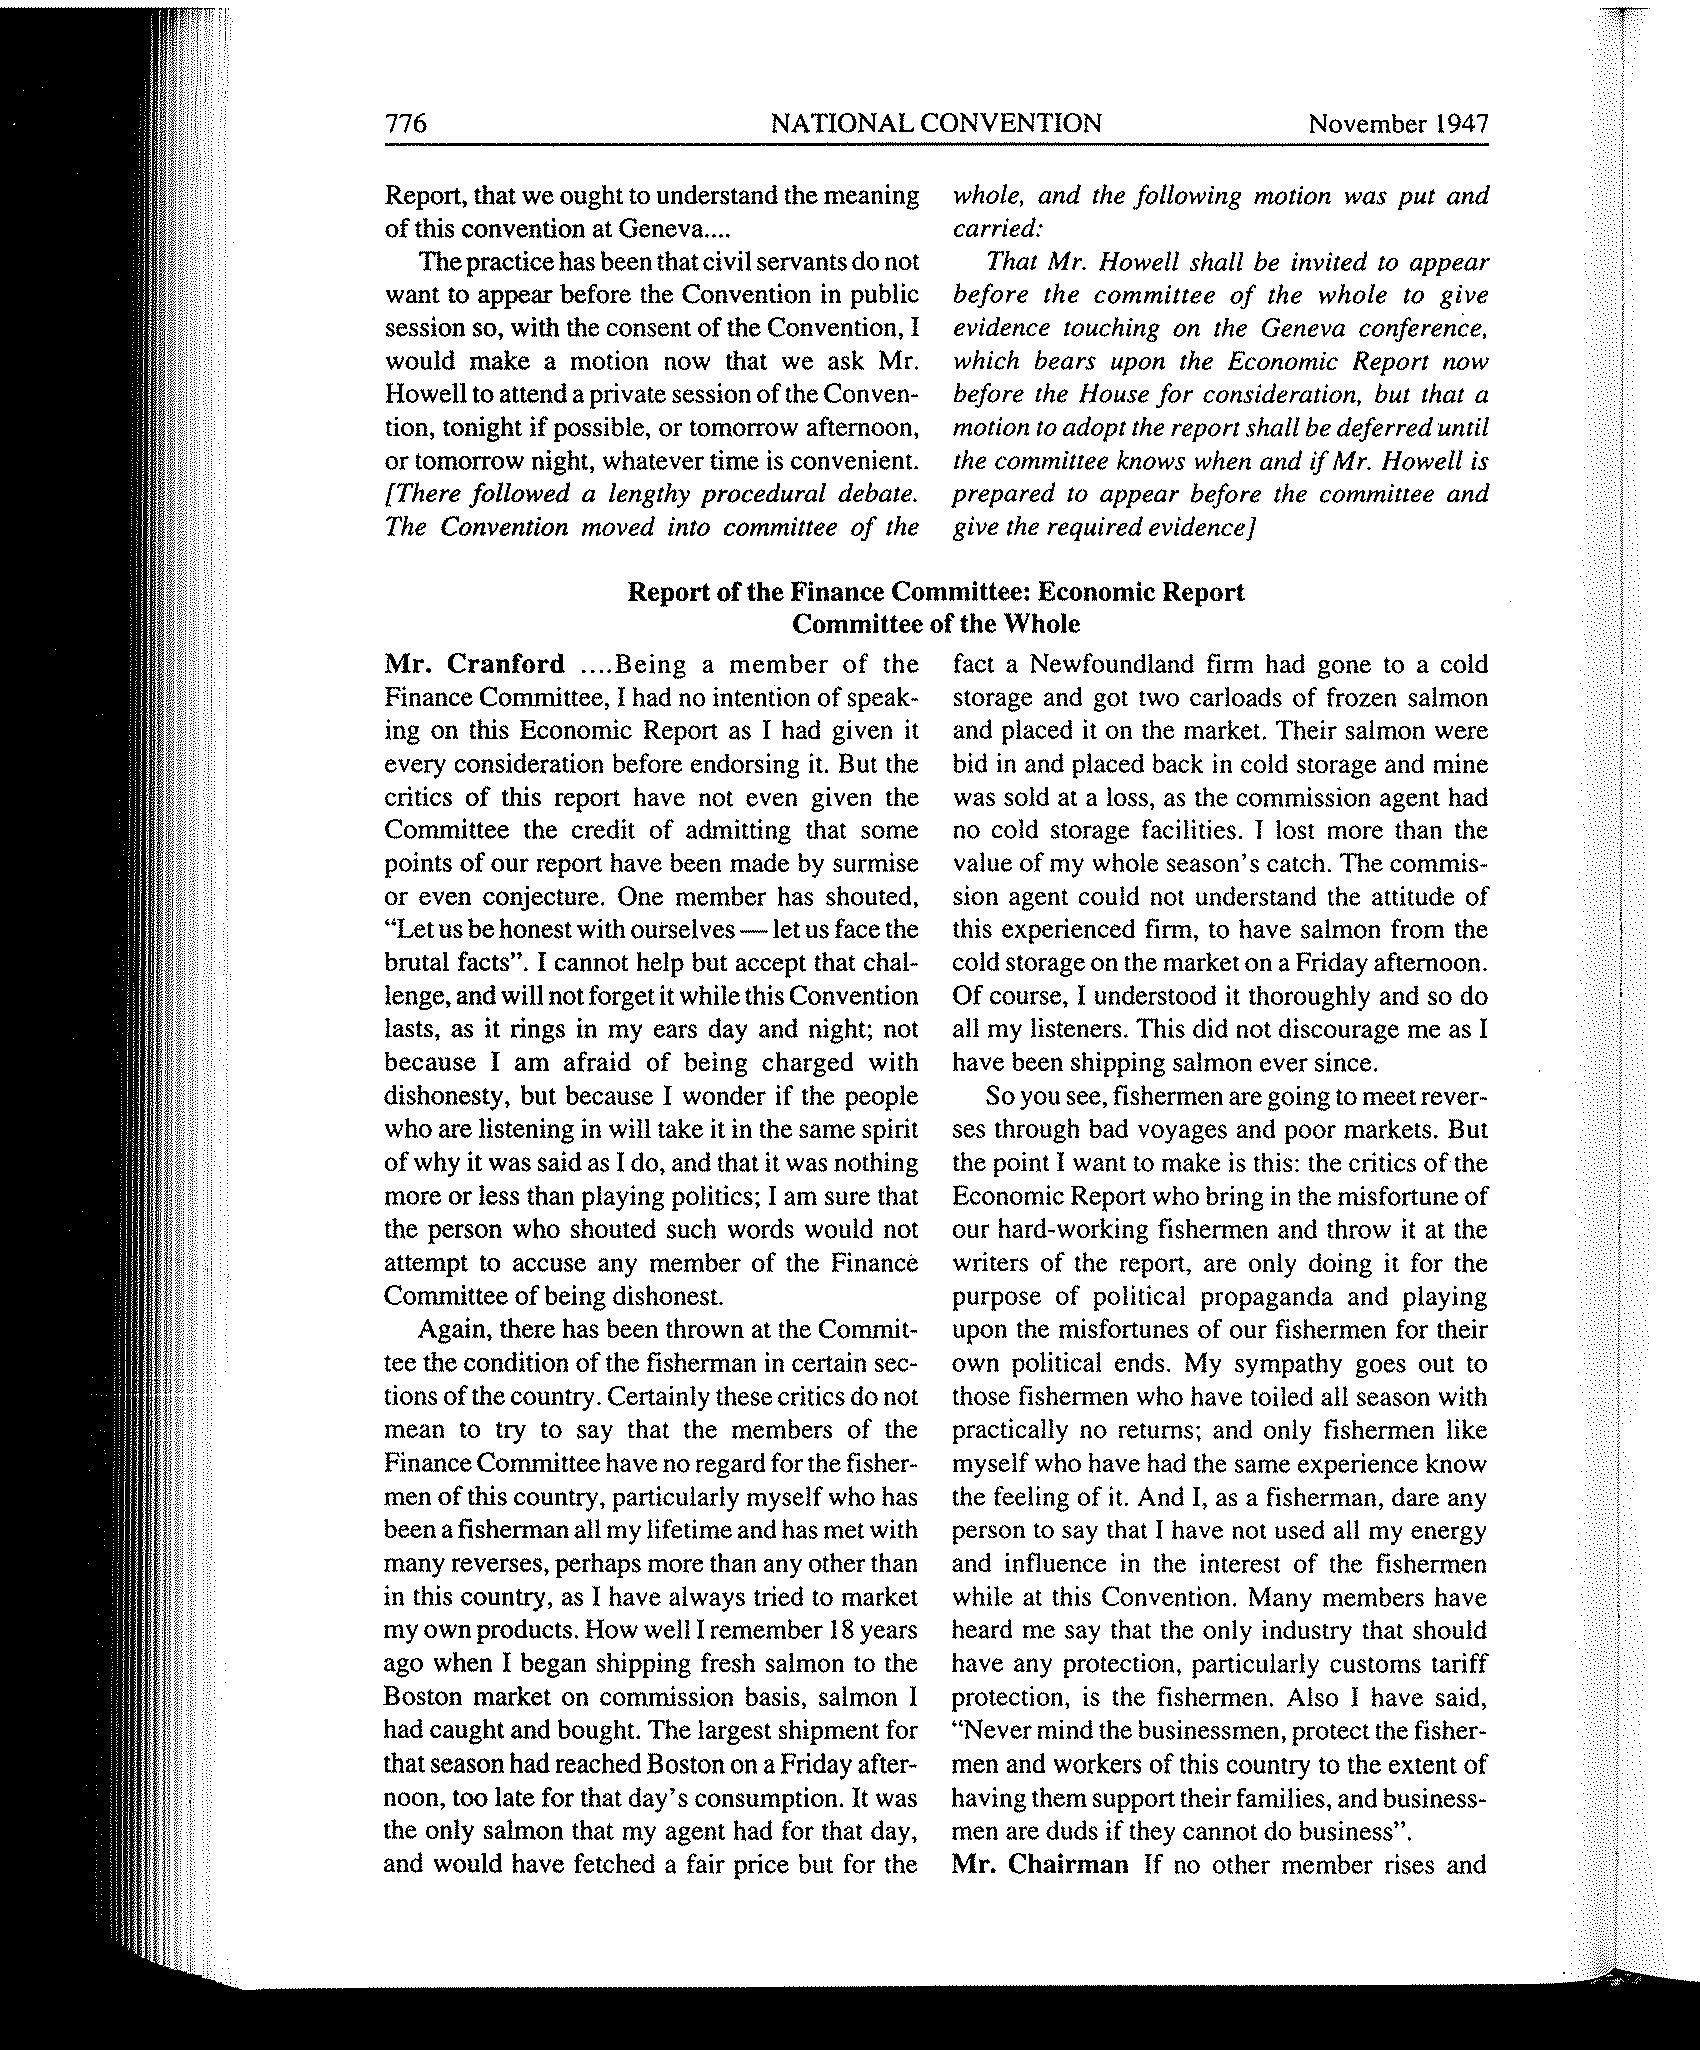 776 NATIONAL CONVENTION November 1947
Report, that we ought to understand the meaning
of this convention at Geneva....
The practice has been that civil servants do not
want to appear before the Convention in public
session so, with the consent of the Convention, I
would make a motion now that we ask Mr.
Howell to attend a private session of the Conven-
tion, tonight if possible, or tomorrow afternoon,
or tomorrow night, whatever time is convenient.
[There followed a lengthy procedural debate.
The Convention moved into committee of the
whole, and the following motion was put and
carried:
That Mr. Howell shall be invited to appear
before the committee of the whole to give
evidence touching on the Geneva conference,
which bears upon the Economic Report now
before the House for consideration, but that a
motion to adopt the report shall be deferred until
the committee knows when and if Mr. Howell is
prepared to appear before the committee and
give the required evidence]
Report of the Finance Committee: Economic Report
Committee of the Whole
Mr. Cranford ....Being a member of the
Finance Committee, I had no intention of speak-
ing on this Economic Report as I had given it
every consideration before endorsing it. But the
critics of this report have not even given the
Committee the credit of admitting that some
points of our report have been made by surmise
or even conjecture. One member has shouted,
"Let us be honest with ourselves — let us face the
brutal facts". I cannot help but accept that chal-
lenge, and will not forget it while this Convention
lasts, as it rings in my ears day and night; not
because I am afraid of being charged with
dishonesty, but because I wonder if the people
who are listening in will take it in the same spirit
of why it was said as I do, and that it was nothing
more or less than playing politics; I am sure that
the person who shouted such words would not
attempt to accuse any member of the Finance
Committee of being dishonest.
Again, there has been thrown at the Commit-
tee the condition of the fisherman in certain sec-
tions of the country. Certainly these critics do not
mean to try to say that the members of the
Finance Committee have no regard for the fisher-
men of this country, particularly myself who has
been a fisherman all my lifetime and has met with
many reverses, perhaps more than any other than
in this country, as I have always tried to market
my own products. How well I remember 18 years
ago when I began shipping fresh salmon to the
Boston market on commission basis, salmon I
had caught and bought. The largest shipment for
that season had reached Boston on a Friday after-
noon, too late for that day's consumption. It was
the only salmon that my agent had for that day,
and would have fetched a fair price but for the
fact a Newfoundland firm had gone to a cold
storage and got two carloads of frozen salmon
and placed it on the market. Their salmon were
bid in and placed back in cold storage and mine
was sold at a loss, as the commission agent had
no cold storage facilities. I lost more than the
value of my whole season's catch. The commis-
sion agent could not understand the attitude of
this experienced firm, to have salmon from the
cold storage on the market on a Friday afternoon.
Of course, I understood it thoroughly and so do
all my listeners. This did not discourage me as I
have been shipping salmon ever since.
So you see, fishermen are going to meet rever-
ses through bad voyages and poor markets. But
the point I want to make is this: the critics of the
Economic Report who bring in the misfortune of
our hard-working fishermen and throw it at the
writers of the report, are only doing it for the
purpose of political propaganda and playing
upon the misfortunes of our fishermen for their
own political ends. My sympathy goes out to
those fishermen who have toiled all season with
practically no returns; and only fishermen like
myself who have had the same experience know
the feeling of it. And I, as a fisherman, dare any
person to say that I have not used all my energy
and influence in the interest of the fishermen
while at this Convention. Many members have
heard me say that the only industry that should
have any protection, particularly customs tariff
protection, is the fishermen. Also I have said,
"Never mind the businessmen, protect the fisher-
men and workers of this country to the extent of
having them support their families, and business-
men are duds if they cannot do business".
Mr. Chairman If no other member rises and